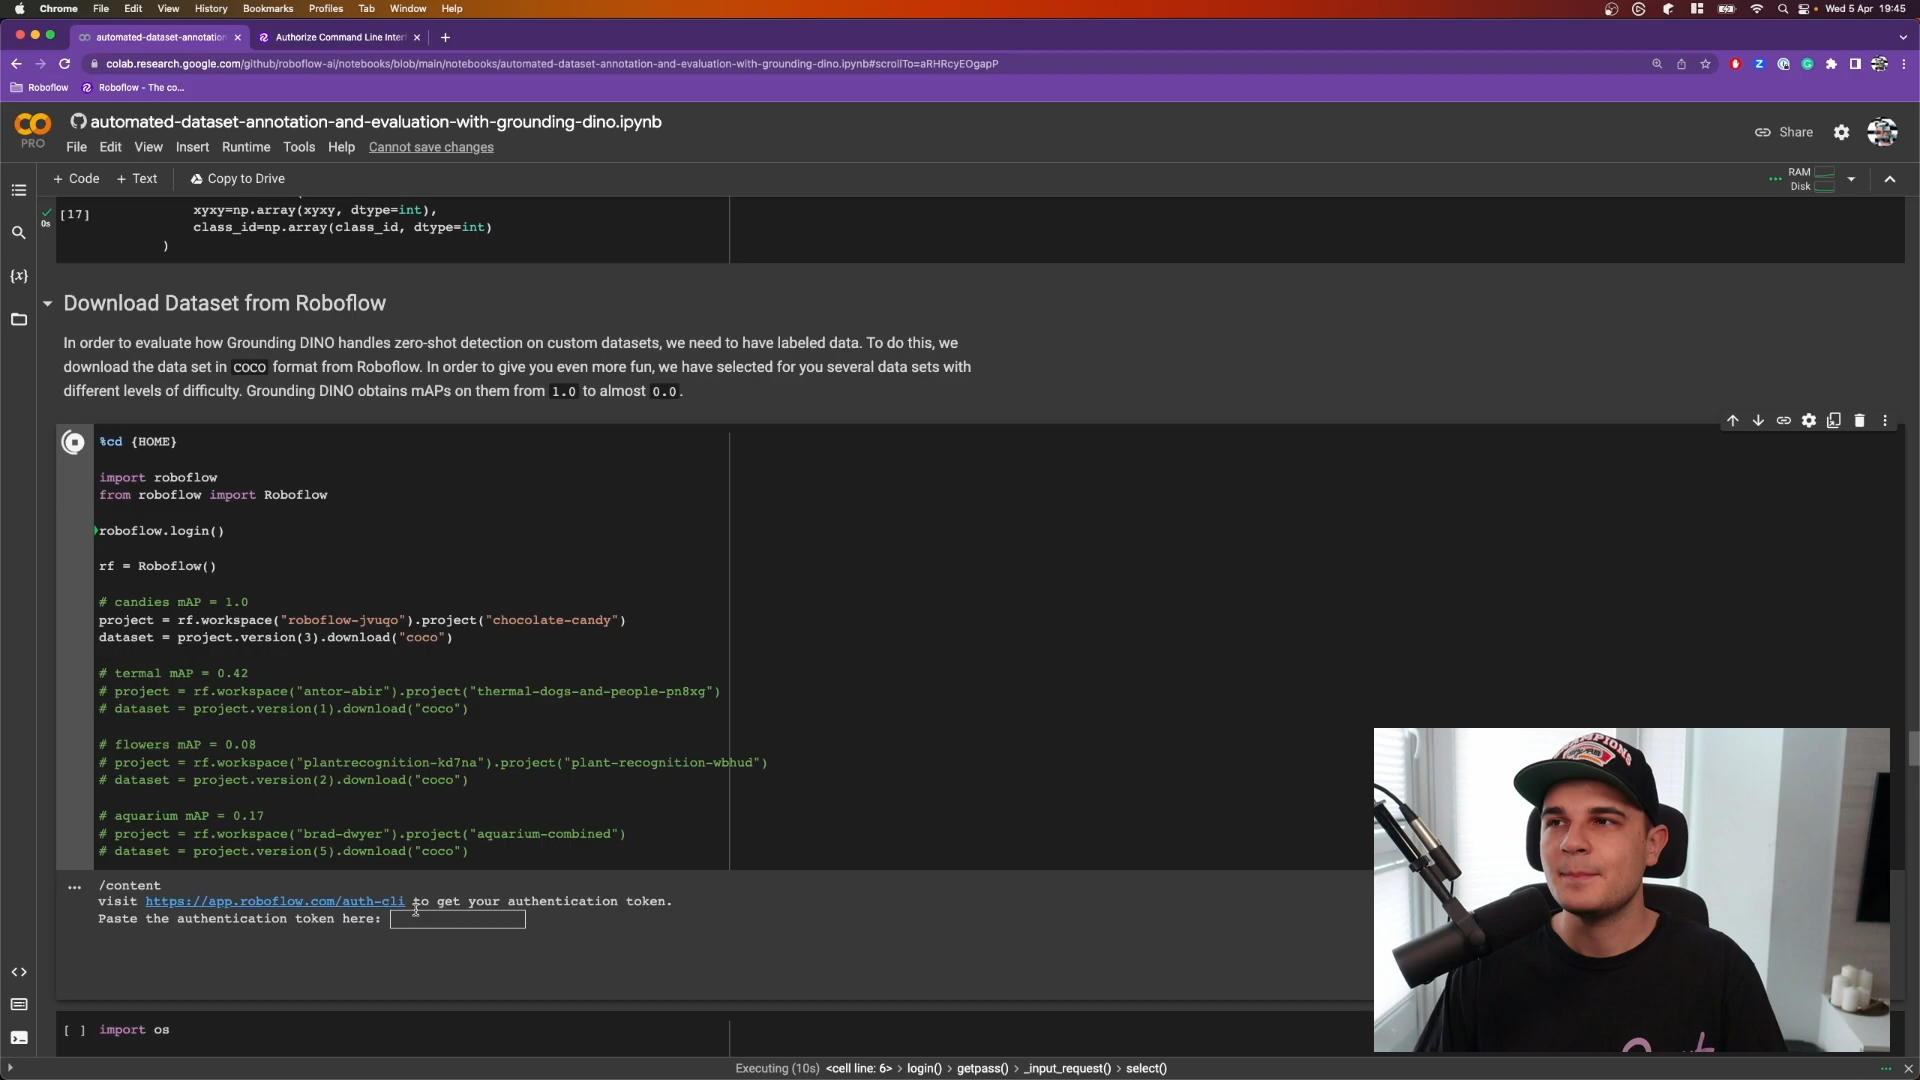 Chrome File Edit View History Bookmarks Profiles Tab Window Help Wed 5 Apr 19:45
automated-dataset-annotation Authorize Command Line Inter
colab.research.google.com/github/roboflow-ai/notebooks/blob/main/notebooks/automated-dataset-annotation-and-evaluation-with-grounding-dino.ipynb#scrollTo=aRHRcyEOgapP
Roboflow Roboflow - The co...
automated-dataset-annotation-and-evaluation-with-grounding-dino.ipynb
PRO
Share
File Edit View Insert Runtime Tools Help Cannot save changes
+ Code + Text Copy to Drive
RAM
Disk
[17]
0s
xyxy=np.array(xyxy, dtype=int),
class_id=np.array(class_id, dtype=int)
)
{x}
Download Dataset from Roboflow
In order to evaluate how Grounding DINO handles zero-shot detection on custom datasets, we need to have labeled data. To do this, we
download the data set in COCO format from Roboflow. In order to give you even more fun, we have selected for you several data sets with
different levels of difficulty. Grounding DINO obtains mAPs on them from 1.0 to almost 0.0.
%cd {HOME}
import roboflow
from roboflow import Roboflow
roboflow.login()
rf = Roboflow()
# candies mAP = 1.0
project = rf.workspace("roboflow-jvuqo").project("chocolate-candy")
dataset = project.version(3).download("coco")
# termal mAP = 0.42
# project = rf.workspace("antor-abir").project("thermal-dogs-and-people-pn8xg")
# dataset = project.version(1).download("coco")
# flowers mAP = 0.08
# project = rf.workspace("plantrecognition-kd7na").project("plant-recognition-wbhud")
# dataset = project.version(2).download("coco")
# aquarium mAP = 0.17
# project = rf.workspace("brad-dwyer").project("aquarium-combined")
# dataset = project.version(5).download("coco")
/content
visit https://app.roboflow.com/auth-cli to get your authentication token.
Paste the authentication token here:
[ ] import os
Executing (10s) <cell line: 6> > login() > getpass() > _input_request() > select()
CHAMPIONS